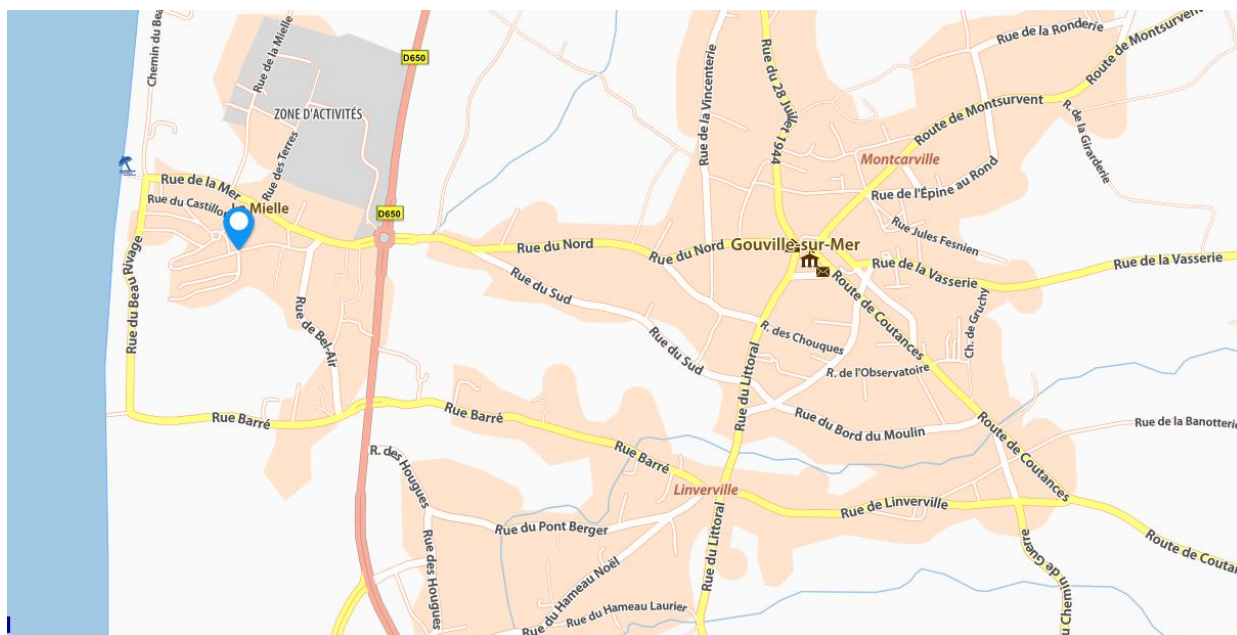 Chemin du Beau
Rue de la Mielle
D650
ZONE D'ACTIVITÉS
Rue des Terres
Rue de la Mer
Rue du Castillon
La Mielle
D650
Rue du Beau Rivage
Rue de Bel-Air
Rue Barré
Rue du Nord
Rue du Nord
Rue du Sud
Rue du Sud
Rue de la Vincenterie
Rue du 28 Juillet 1944
Rue de la Ronderie
Route de Montsurvent
Route de Montsurvent
R. de la Girarderie
Montcarville
Rue de l'Épine au Rond
Rue Jules Fesnien
Gouville-sur-Mer
Rue de la Vasserie
Rue de la Vasserie
Route de Coutances
Ch. de Gruchy
R. des Chouques
R. de l'Observatoire
Rue du Littoral
Rue du Bord du Moulin
Route de Coutances
Rue de la Banotterie
Rue Barré
Rue Barré
R. des Hougues
Linverville
Rue de Linverville
Rue du Pont Berger
Rue des Hougues
Rue du Hameau Noël
Rue du Hameau Laurier
Rue du Littoral
u Chemin de Guerre
Route de Coutan